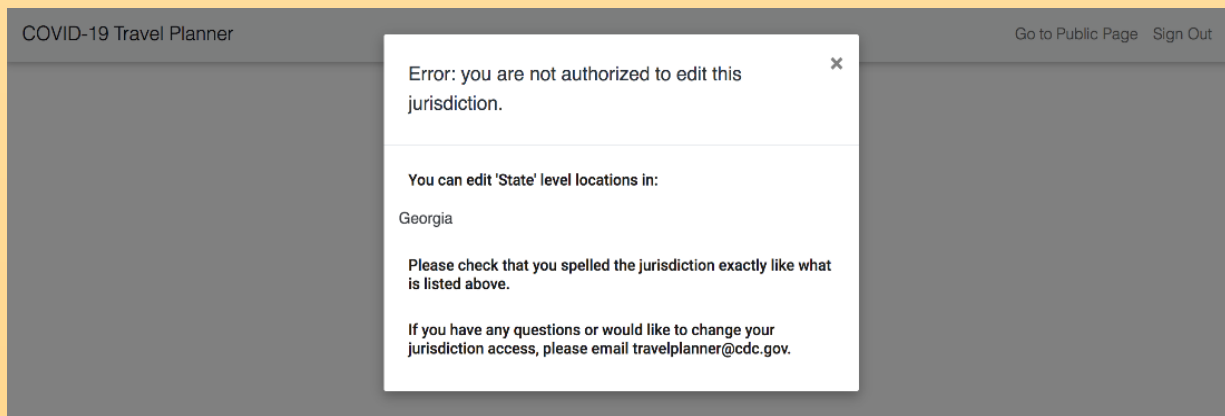 COVID-19 Travel Planner
Go to Public Page Sign Out
Error: you are not authorized to edit this
jurisdiction.
×
You can edit 'State' level locations in:
Georgia
Please check that you spelled the jurisdiction exactly like what
is listed above.
If you have any questions or would like to change your
jurisdiction access, please email travelplanner@cdc.gov.